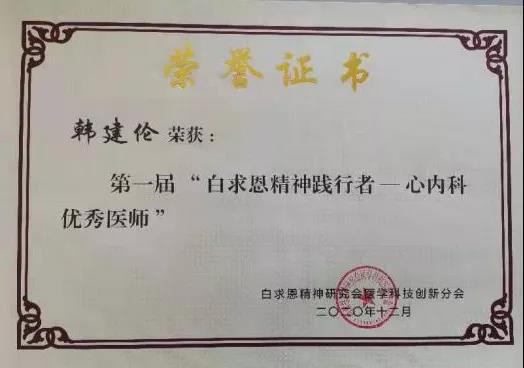 荣誉证书
韩建伦 荣获：
第一届“白求恩精神践行者—心内科
优秀医师”
白求恩精神研究会医学科技创新分会
二〇二〇年十二月